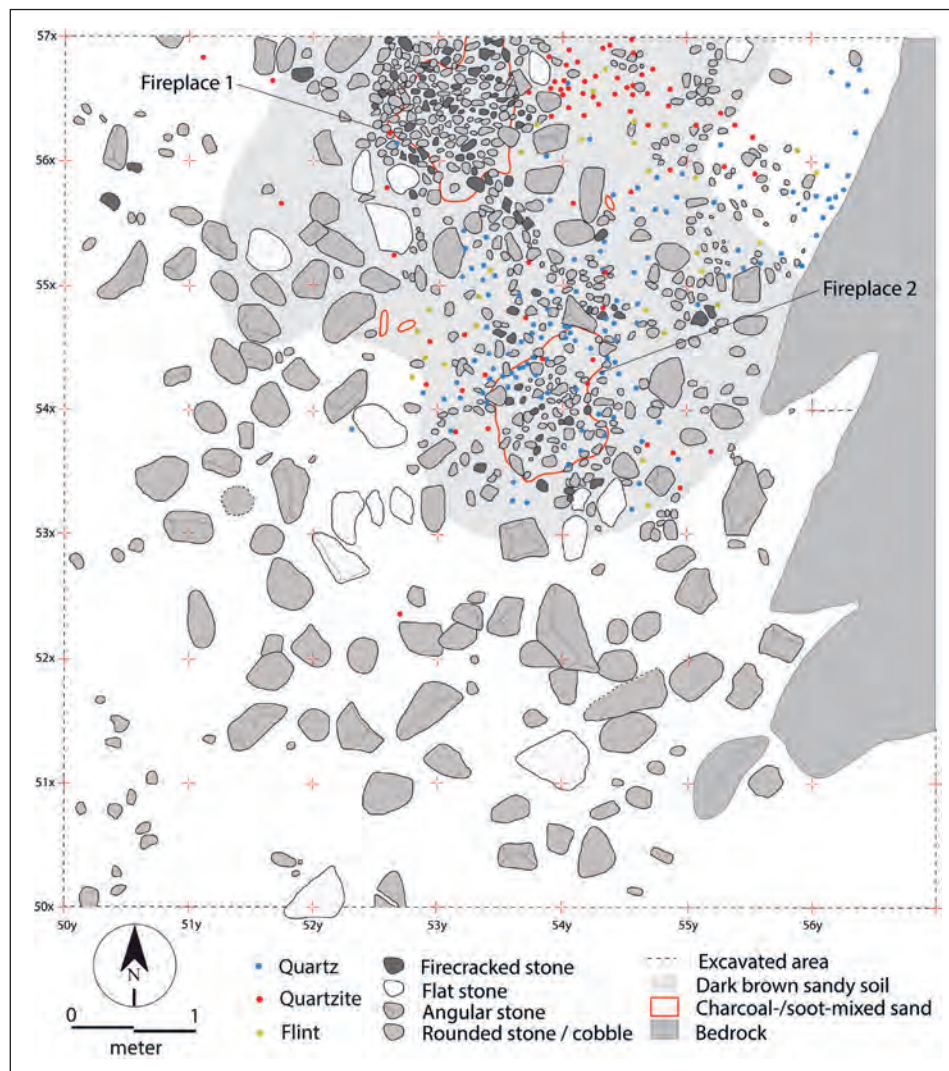 57x
Fireplace 1
56x
55x
Fireplace 2
54x
53x
52x
51x
50x
50y 51y 52y 53y 54y 55y 56y
N
0 1
meter
Quartz
Quartzite
Flint
Firecracked stone
Flat stone
Angular stone
Rounded stone / cobble
Excavated area
Dark brown sandy soil
Charcoal-/soot-mixed sand
Bedrock